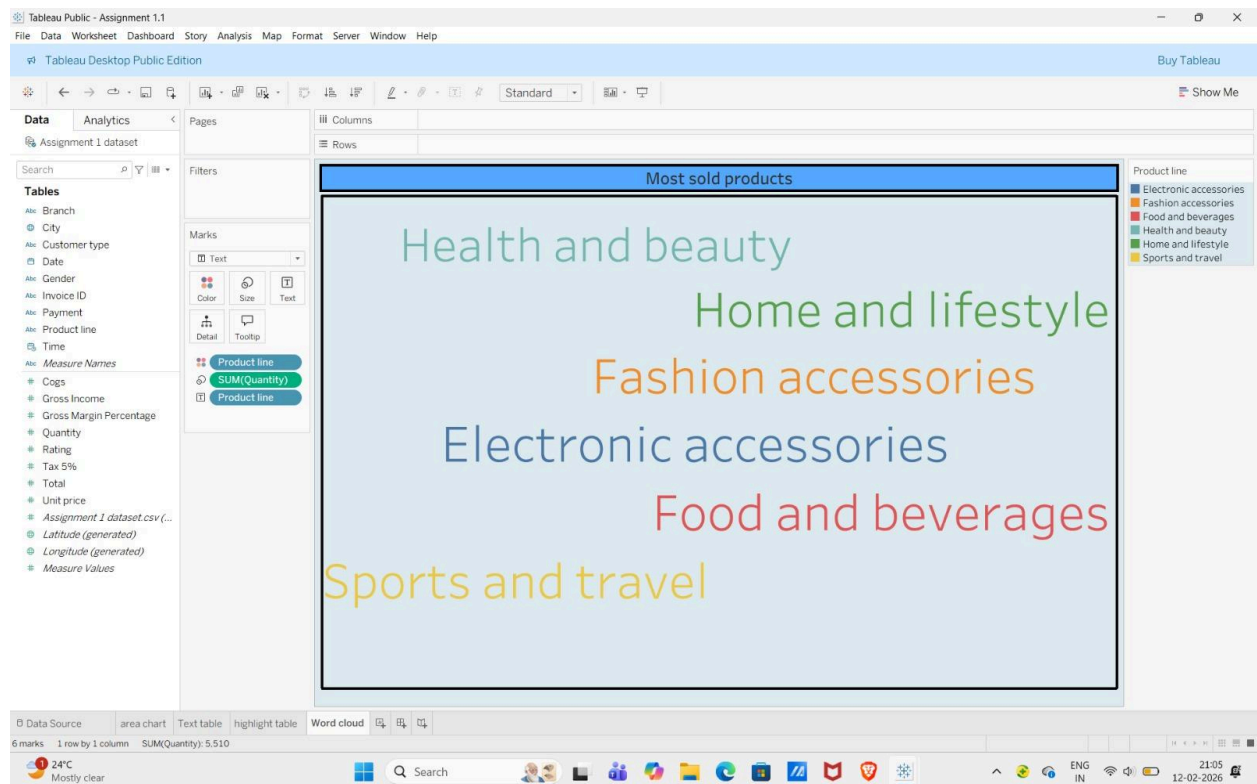 Tableau Public - Assignment 1.1
File Data Worksheet Dashboard Story Analysis Map Format Server Window Help
Tableau Desktop Public Edition
Buy Tableau
Standard
Show Me
Data Analytics
Pages
Columns
Assignment 1 dataset
Rows
Search
Filters
Tables
Abc Branch
City
Abc Customer type
Date
Abc Gender
Abc Invoice ID
Abc Payment
Abc Product line
Time
Abc Measure Names
# Cogs
# Gross Income
# Gross Margin Percentage
# Quantity
# Rating
# Tax 5%
# Total
# Unit price
# Assignment 1 dataset.csv (...
Latitude (generated)
Longitude (generated)
# Measure Values
Marks
T Text
Color Size Text
Detail Tooltip
Product line
SUM(Quantity)
T Product line
Most sold products
Health and beauty
Home and lifestyle
Fashion accessories
Electronic accessories
Food and beverages
Sports and travel
Product line
Electronic accessories
Fashion accessories
Food and beverages
Health and beauty
Home and lifestyle
Sports and travel
Data Source area chart Text table highlight table Word cloud
6 marks 1 row by 1 column SUM(Quantity): 5,510
1
24°C
Mostly clear
Search
ENG
IN
21:05
12-02-2026